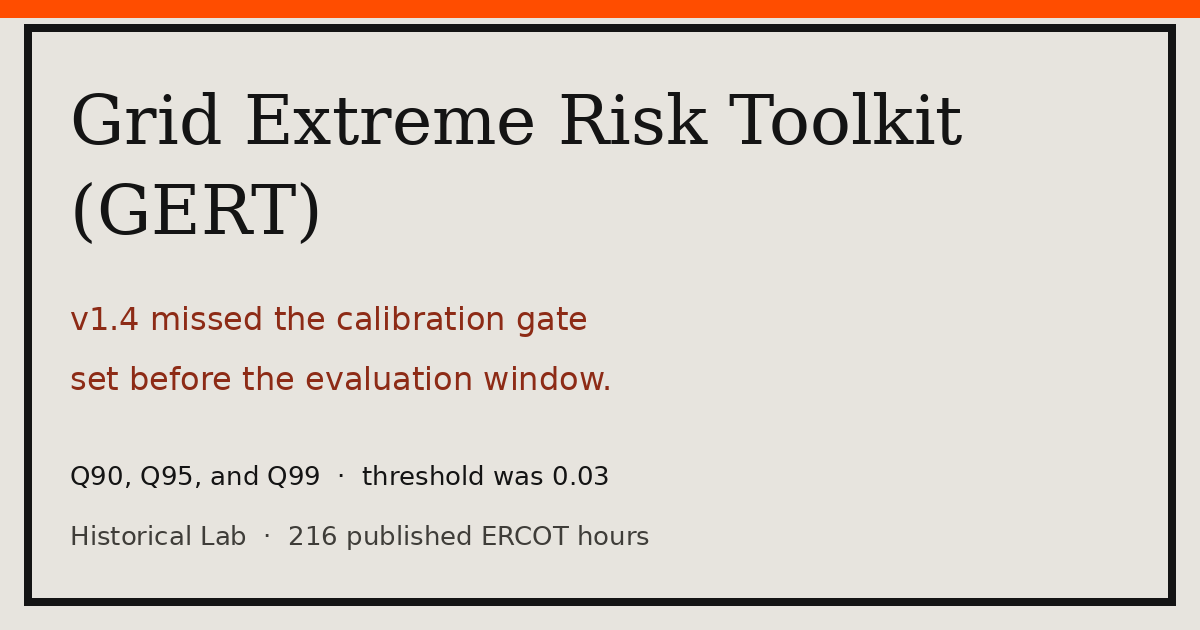 Grid Extreme Risk Toolkit
(GERT)
v1.4 missed the calibration gate
set before the evaluation window.
Q90, Q95, and Q99 · threshold was 0.03
Historical Lab · 216 published ERCOT hours